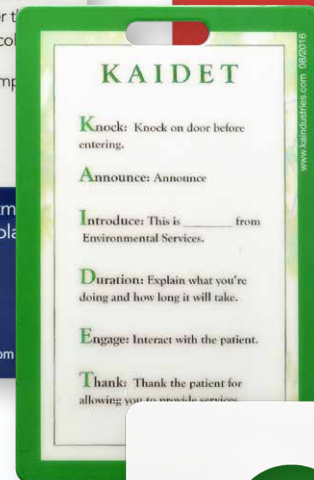 KAIDET
Knock: Knock on door before
entering.
Announce: Announce
Introduce: This is ________ from
Environmental Services.
Duration: Explain what you're
doing and how long it will take.
Engage: Interact with the patient.
Thank: Thank the patient for
allowing you to provide services
www.kaindustries.com 08/2016